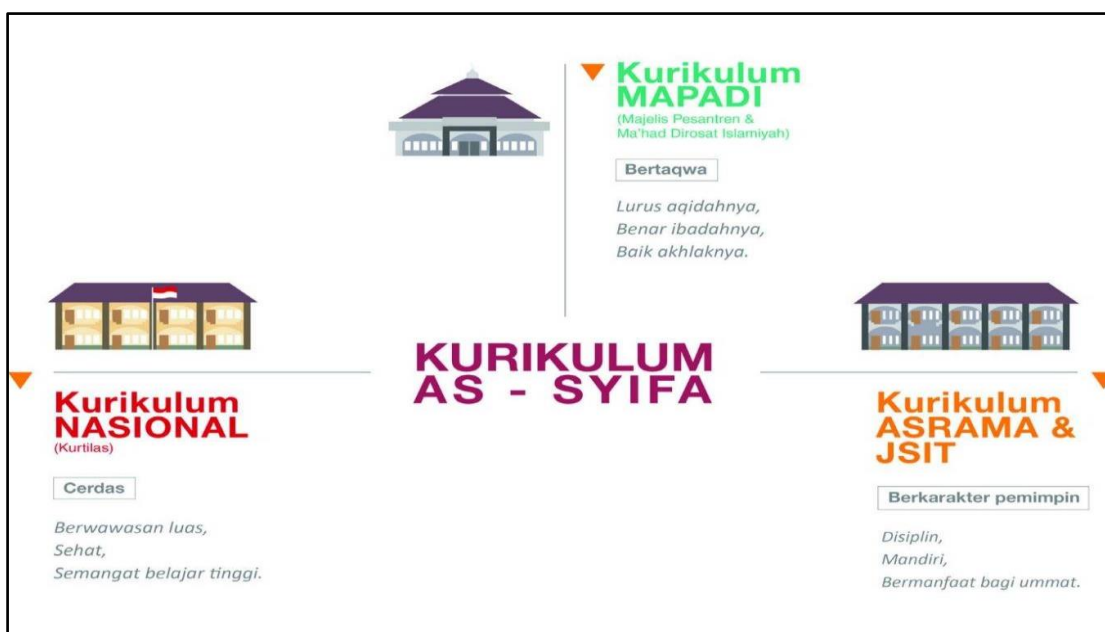 Kurikulum
MAPADI
(Majelis Pesantren &
Ma'had Dirosat Islamiyah)
Bertaqwa
Lurus aqidahnya,
Benar ibadahnya,
Baik akhlaknya.
KURIKULUM
AS - SYIFA
Kurikulum
NASIONAL
(Kurtilas)
Cerdas
Berwawasan luas,
Sehat,
Semangat belajar tinggi.
Kurikulum
ASRAMA &
JSIT
Berkarakter pemimpin
Disiplin,
Mandiri,
Bermanfaat bagi ummat.